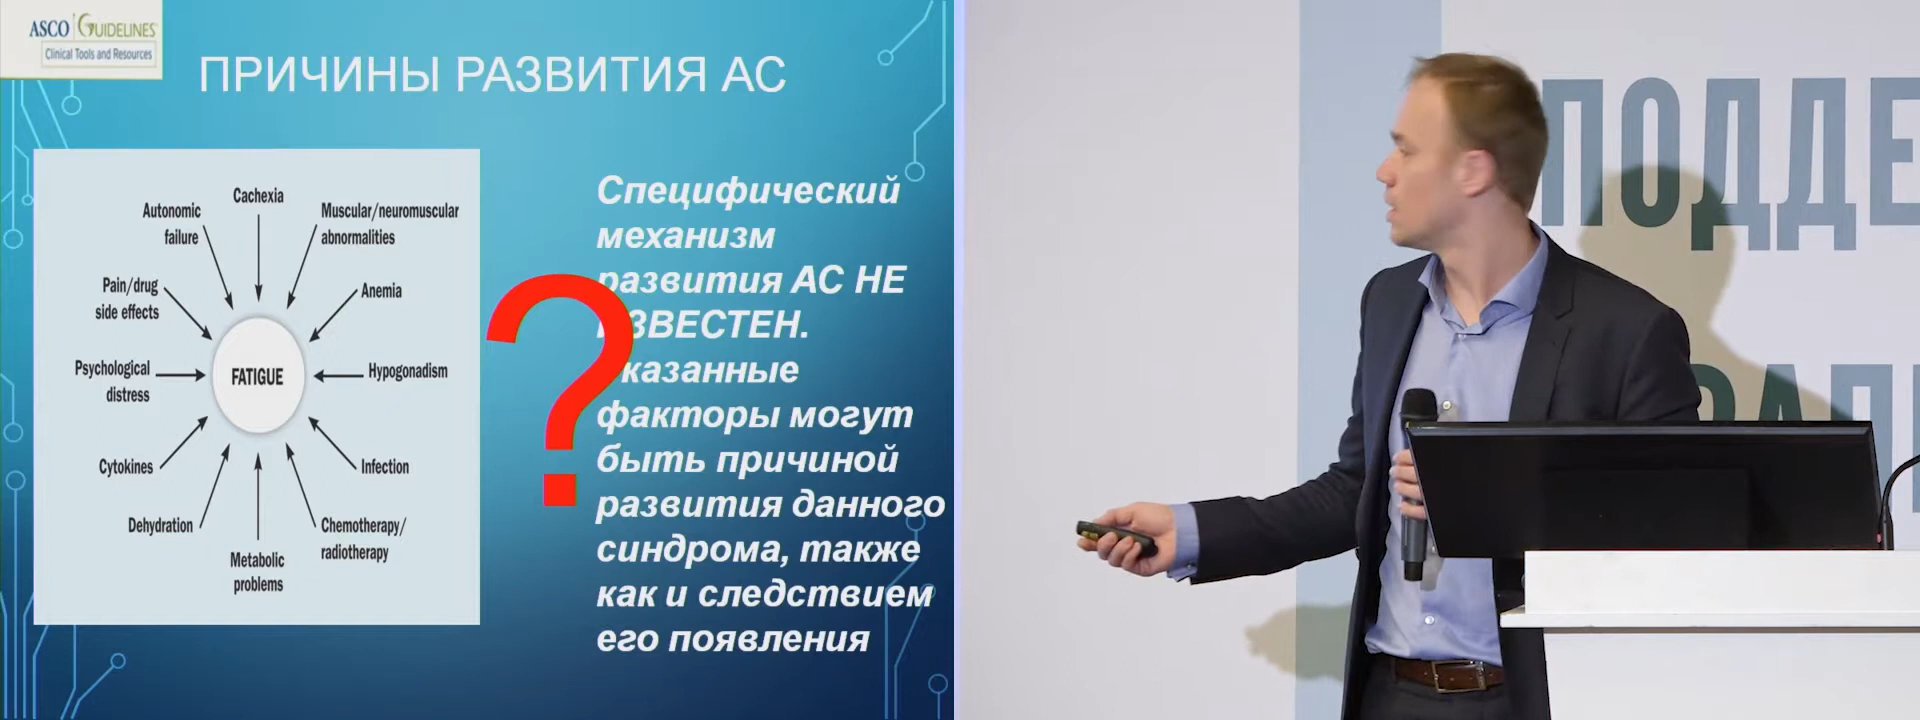 ASCO GUIDELINES
Clinical Tools and Resources
ПРИЧИНЫ РАЗВИТИЯ АС
Cachexia
Autonomic
failure
Muscular/neuromuscular
abnormalities
Pain/drug
side effects
Anemia
Psychological
distress
FATIGUE
Hypogonadism
Cytokines
Infection
Dehydration
Chemotherapy/
radiotherapy
Metabolic
problems
?
Специфический
механизм
развития АС НЕ
ИЗВЕСТЕН.
Указанные
факторы могут
быть причиной
развития данного
синдрома, также
как и следствием
его появления
ПОДДЕ